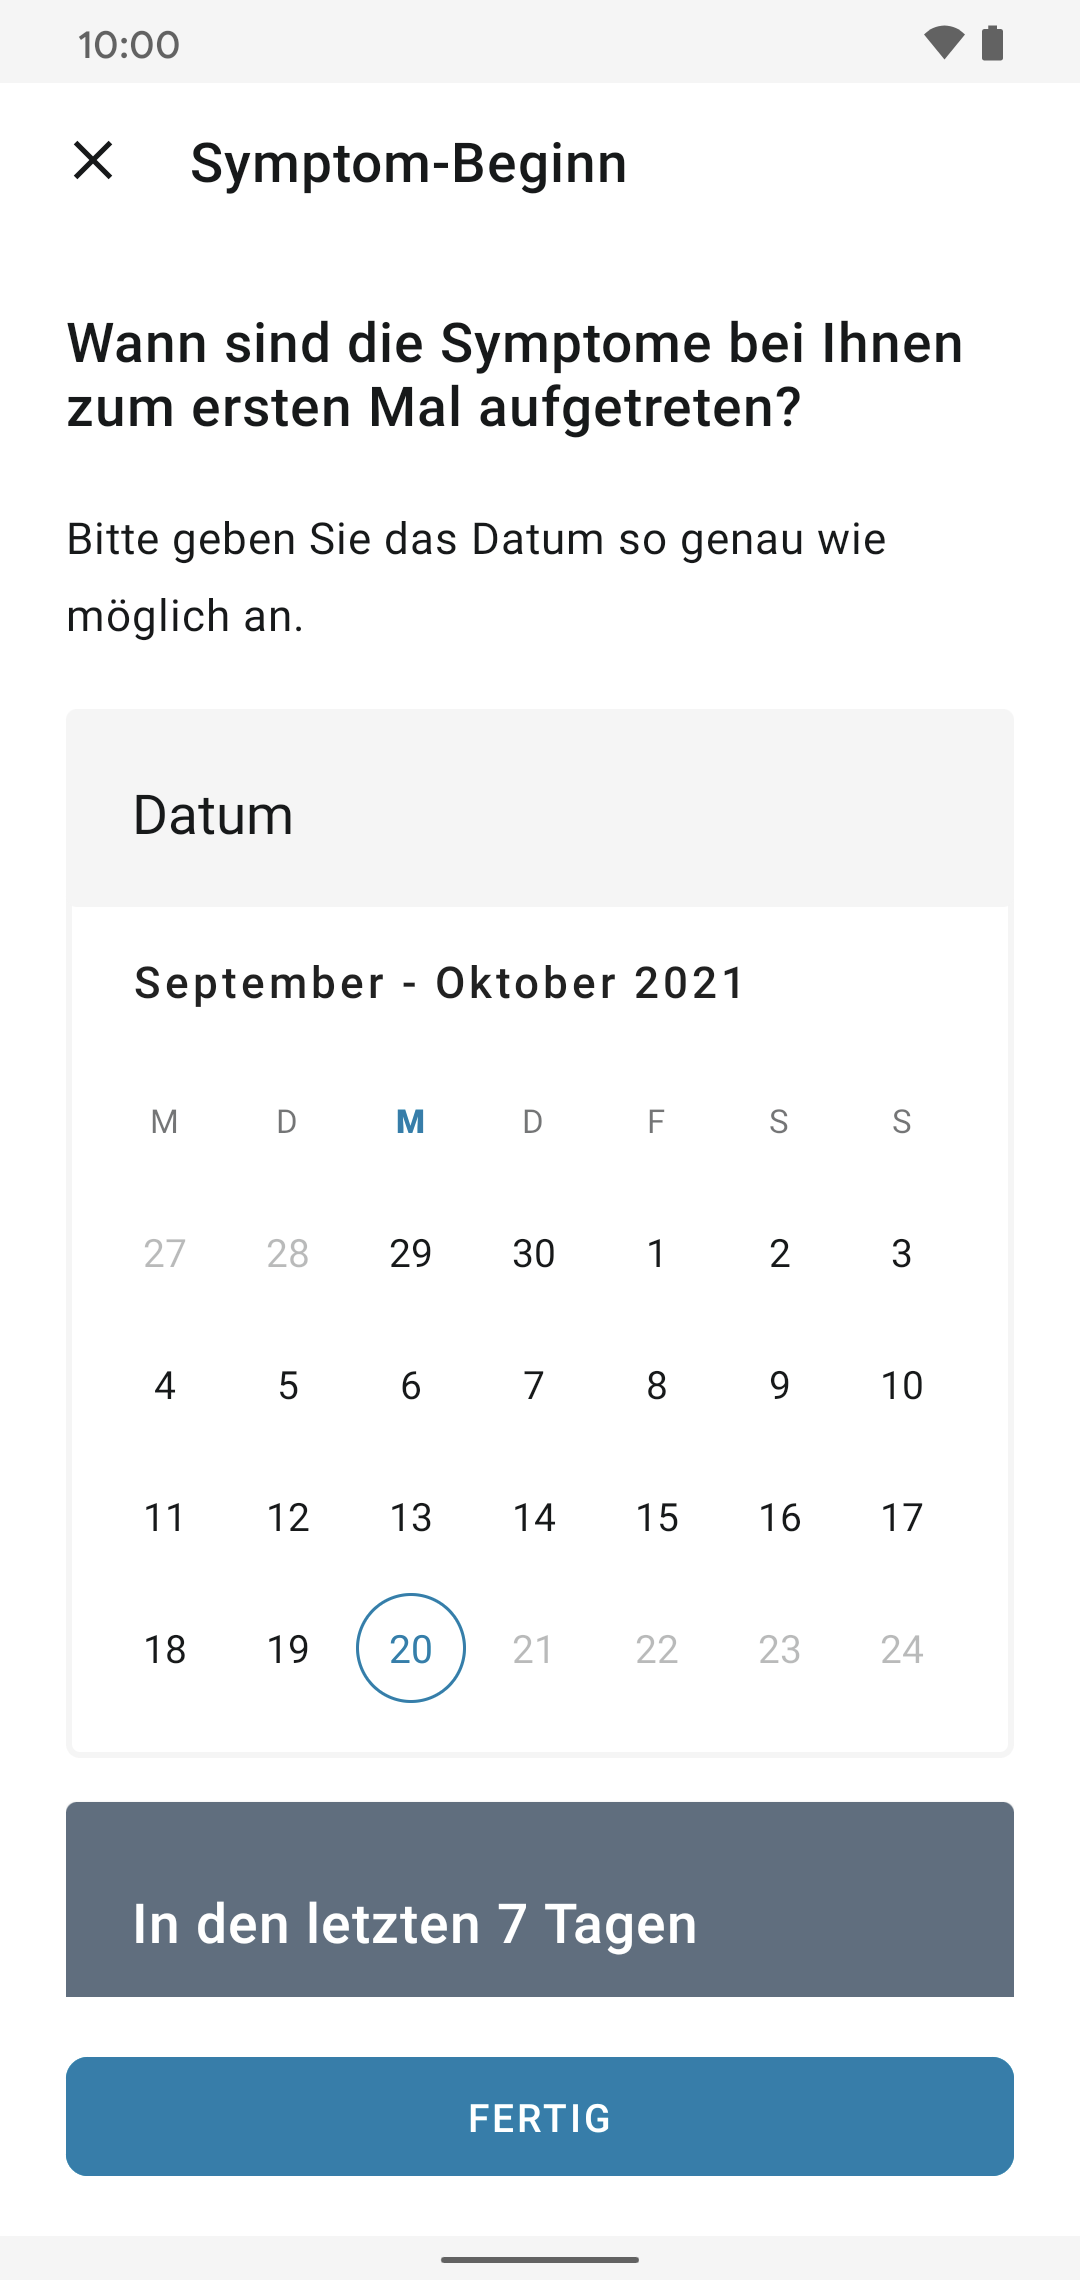 10:00
Symptom-Beginn
Wann sind die Symptome bei Ihnen
zum ersten Mal aufgetreten?
Bitte geben Sie das Datum so genau wie
möglich an.
Datum
September - Oktober 2021
M D M D F S S
27 28 29 30 1 2 3
4 5 6 7 8 9 10
11 12 13 14 15 16 17
18 19 20 21 22 23 24
In den letzten 7 Tagen
FERTIG